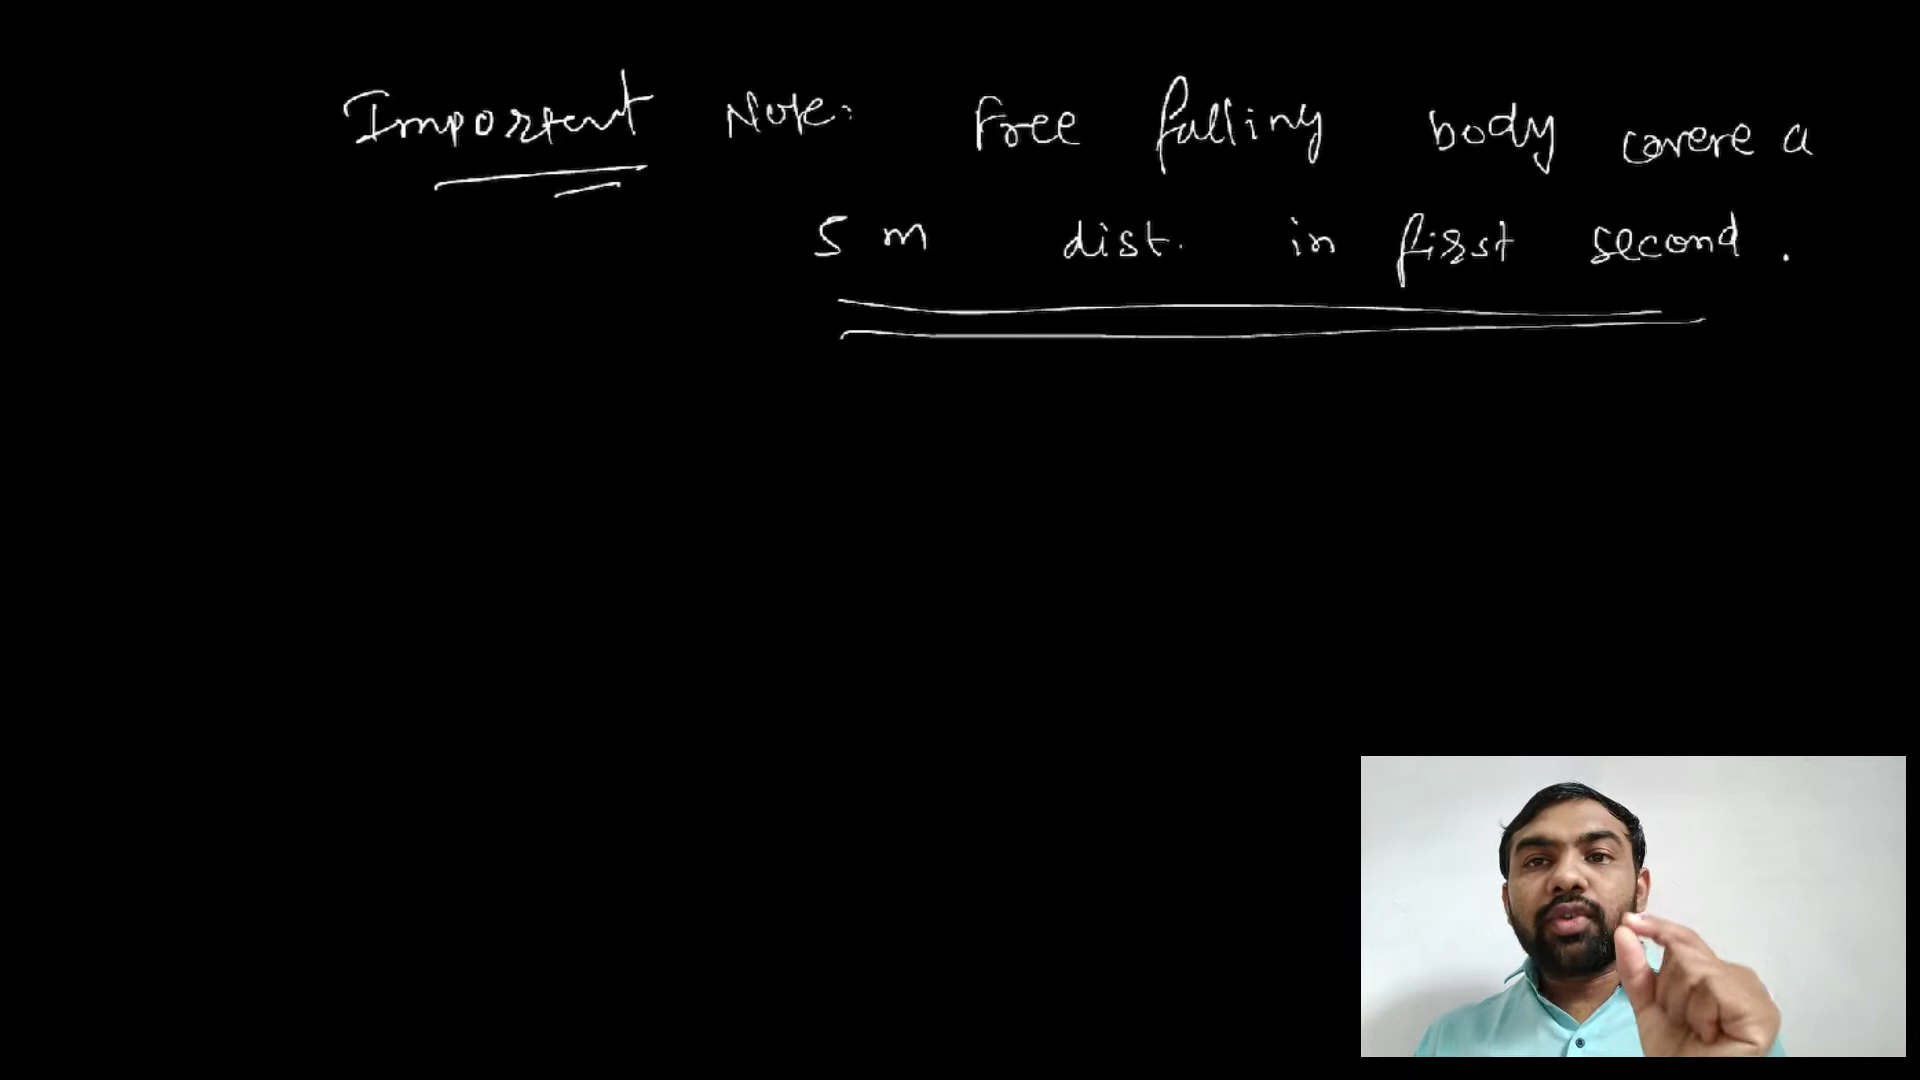 Important Note: Free falling body covere a
5 m dist. in first second.